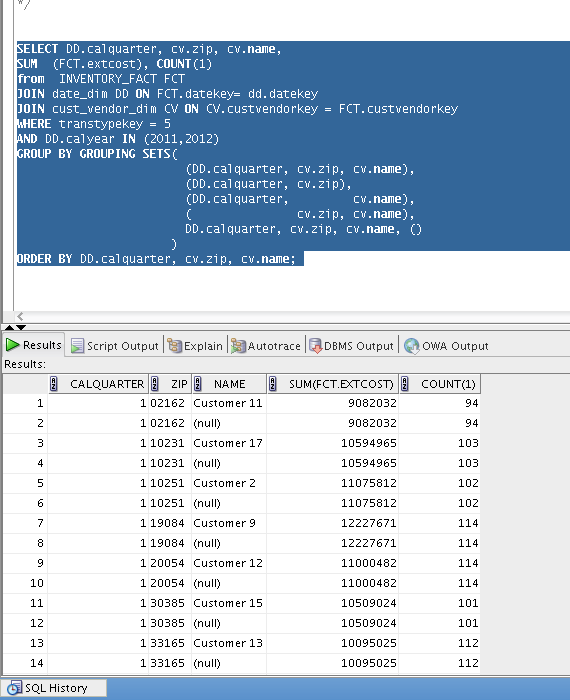 */
SELECT DD.calquarter, cv.zip, cv.name,
SUM  (FCT.extcost), COUNT(1)
from  INVENTORY_FACT FCT
JOIN date_dim DD ON FCT.datekey= dd.datekey
JOIN cust_vendor_dim CV ON CV.custvendorkey = FCT.custvendorkey
WHERE transtypekey = 5
AND DD.calyear IN (2011,2012)
GROUP BY GROUPING SETS(
(DD.calquarter, cv.zip, cv.name),
(DD.calquarter, cv.zip),
(DD.calquarter,         cv.name),
(               cv.zip, cv.name),
DD.calquarter, cv.zip, cv.name, ()
)
ORDER BY DD.calquarter, cv.zip, cv.name;
Results Script Output Explain Autotrace DBMS Output OWA Output
Results:
CALQUARTER ZIP NAME SUM(FCT.EXTCOST) COUNT(1)
1 1 02162 Customer 11 9082032 94
2 1 02162 (null) 9082032 94
3 1 10231 Customer 17 10594965 103
4 1 10231 (null) 10594965 103
5 1 10251 Customer 2 11075812 102
6 1 10251 (null) 11075812 102
7 1 19084 Customer 9 12227671 114
8 1 19084 (null) 12227671 114
9 1 20054 Customer 12 11000482 114
10 1 20054 (null) 11000482 114
11 1 30385 Customer 15 10509024 101
12 1 30385 (null) 10509024 101
13 1 33165 Customer 13 10095025 112
14 1 33165 (null) 10095025 112
SQL History